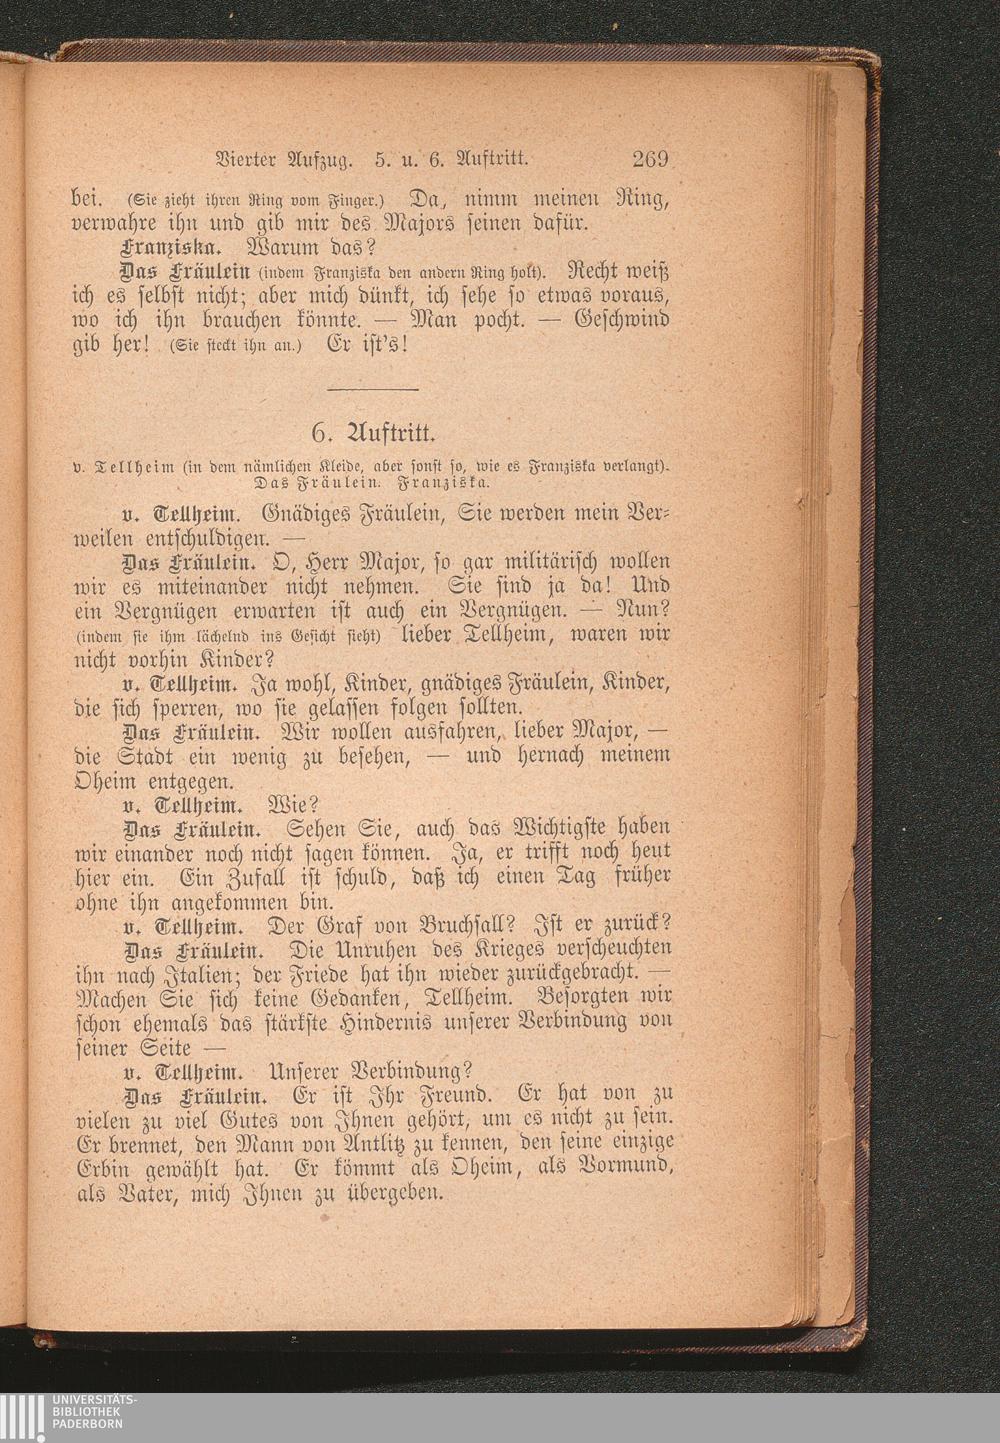 Vierter Aufzug. 5. u. 6. Auftritt. 269
bei. (Sie zieht ihren Ring vom Finger.) Da, nimm meinen Ring,
verwahre ihn und gib mir des Majors seinen dafür.
Franziska. Warum das?
Das Fräulein (indem Franziska den andern Ring holt). Recht weiß
ich es selbst nicht; aber mich dünkt, ich sehe so etwas voraus,
wo ich ihn brauchen könnte. — Man pocht. — Geschwind
gib her! (Sie steckt ihn an.) Er ist's!
6. Auftritt.
v. Tellheim (in dem nämlichen Kleide, aber sonst so, wie es Franziska verlangt).
Das Fräulein. Franziska.
v. Tellheim. Gnädiges Fräulein, Sie werden mein Ver-
weilen entschuldigen. —
Das Fräulein. O, Herr Major, so gar militärisch wollen
wir es miteinander nicht nehmen. Sie sind ja da! Und
ein Vergnügen erwarten ist auch ein Vergnügen. — Nun?
(indem sie ihm lächelnd ins Gesicht sieht) lieber Tellheim, waren wir
nicht vorhin Kinder?
v. Tellheim. Ja wohl, Kinder, gnädiges Fräulein, Kinder,
die sich sperren, wo sie gelassen folgen sollten.
Das Fräulein. Wir wollen ausfahren, lieber Major, —
die Stadt ein wenig zu besehen, — und hernach meinem
Oheim entgegen.
v. Tellheim. Wie?
Das Fräulein. Sehen Sie, auch das Wichtigste haben
wir einander noch nicht sagen können. Ja, er trifft noch heut
hier ein. Ein Zufall ist schuld, daß ich einen Tag früher
ohne ihn angekommen bin.
v. Tellheim. Der Graf von Bruchsall? Ist er zurück?
Das Fräulein. Die Unruhen des Krieges verscheuchten
ihn nach Italien; der Friede hat ihn wieder zurückgebracht. —
Machen Sie sich keine Gedanken, Tellheim. Besorgten wir
schon ehemals das stärkste Hindernis unserer Verbindung von
seiner Seite —
v. Tellheim. Unserer Verbindung?
Das Fräulein. Er ist Ihr Freund. Er hat von zu
vielen zu viel Gutes von Ihnen gehört, um es nicht zu sein.
Er brennet, den Mann von Antlitz zu kennen, den seine einzige
Erbin gewählt hat. Er kömmt als Oheim, als Vormund,
als Vater, mich Ihnen zu übergeben.
UNIVERSITÄTS-
BIBLIOTHEK
PADERBORN